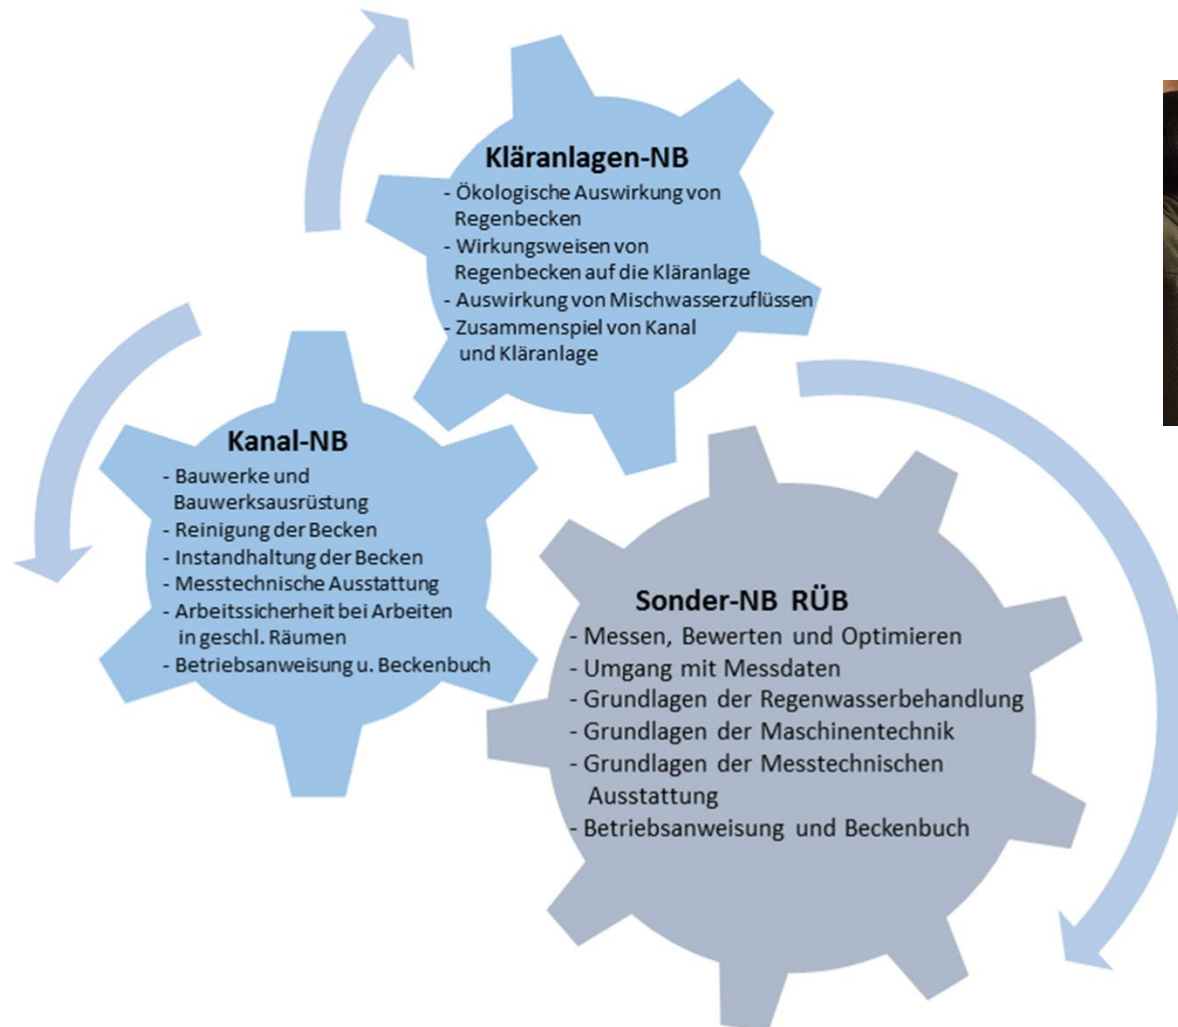 Kläranlagen-NB
- Ökologische Auswirkung von
Regenbecken
- Wirkungsweisen von
Regenbecken auf die Kläranlage
- Auswirkung von Mischwasserzuflüssen
- Zusammenspiel von Kanal
und Kläranlage
Kanal-NB
- Bauwerke und
Bauwerksausrüstung
- Reinigung der Becken
- Instandhaltung der Becken
- Messtechnische Ausstattung
- Arbeitssicherheit bei Arbeiten
in geschl. Räumen
- Betriebsanweisung u. Beckenbuch
Sonder-NB RÜB
- Messen, Bewerten und Optimieren
- Umgang mit Messdaten
- Grundlagen der Regenwasserbehandlung
- Grundlagen der Maschinentechnik
- Grundlagen der Messtechnischen
Ausstattung
- Betriebsanweisung und Beckenbuch